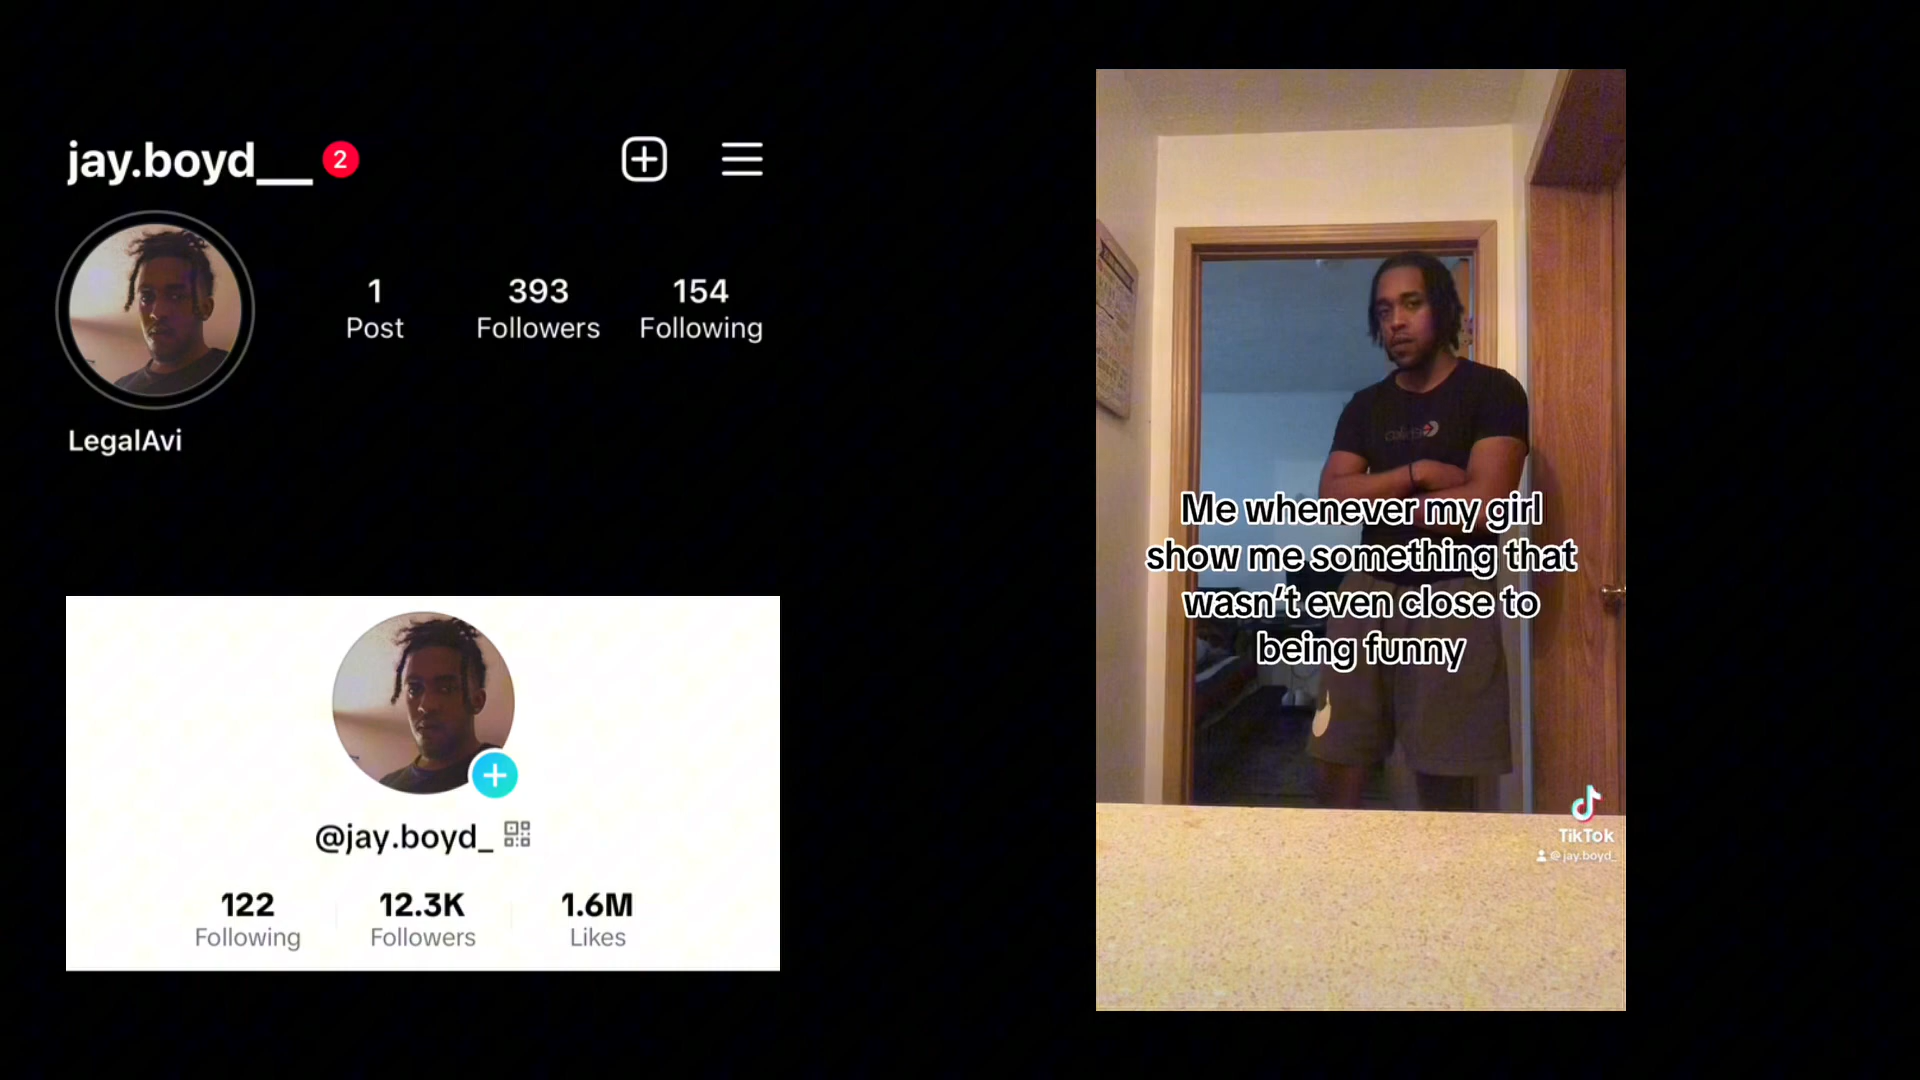 jay.boyd__ 2
1 393 154
Post Followers Following
LegalAvi
@jay.boyd_
122 12.3K 1.6M
Following Followers Likes
Me whenever my girl
show me something that
wasn't even close to
being funny
TikTok
@jay.boyd_